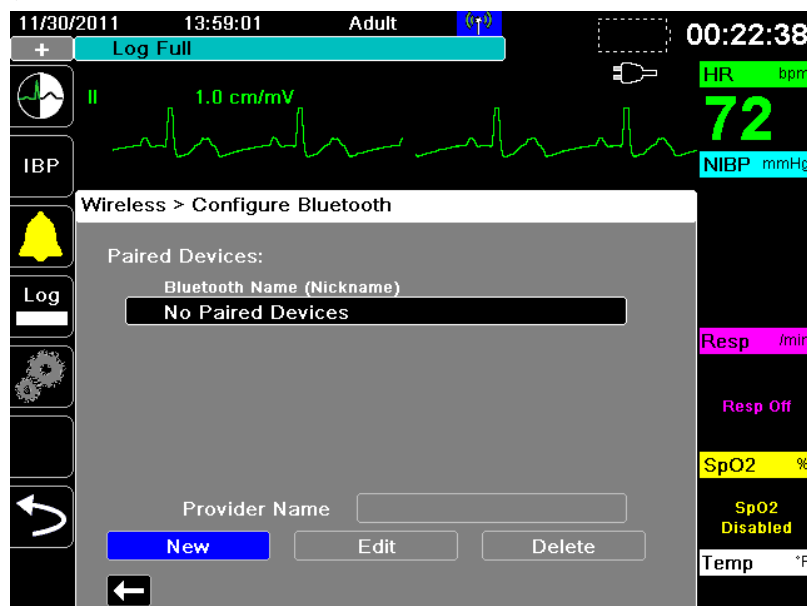 11/30/2011 13:59:01 Adult
00:22:38
+ Log Full
II 1.0 cm/mV
HR bpm
72
IBP
NIBP mmHg
Wireless > Configure Bluetooth
Paired Devices:
Bluetooth Name (Nickname)
No Paired Devices
Log
Resp /min
Resp Off
SpO2 %
SpO2
Disabled
Provider Name
New Edit Delete
Temp °F